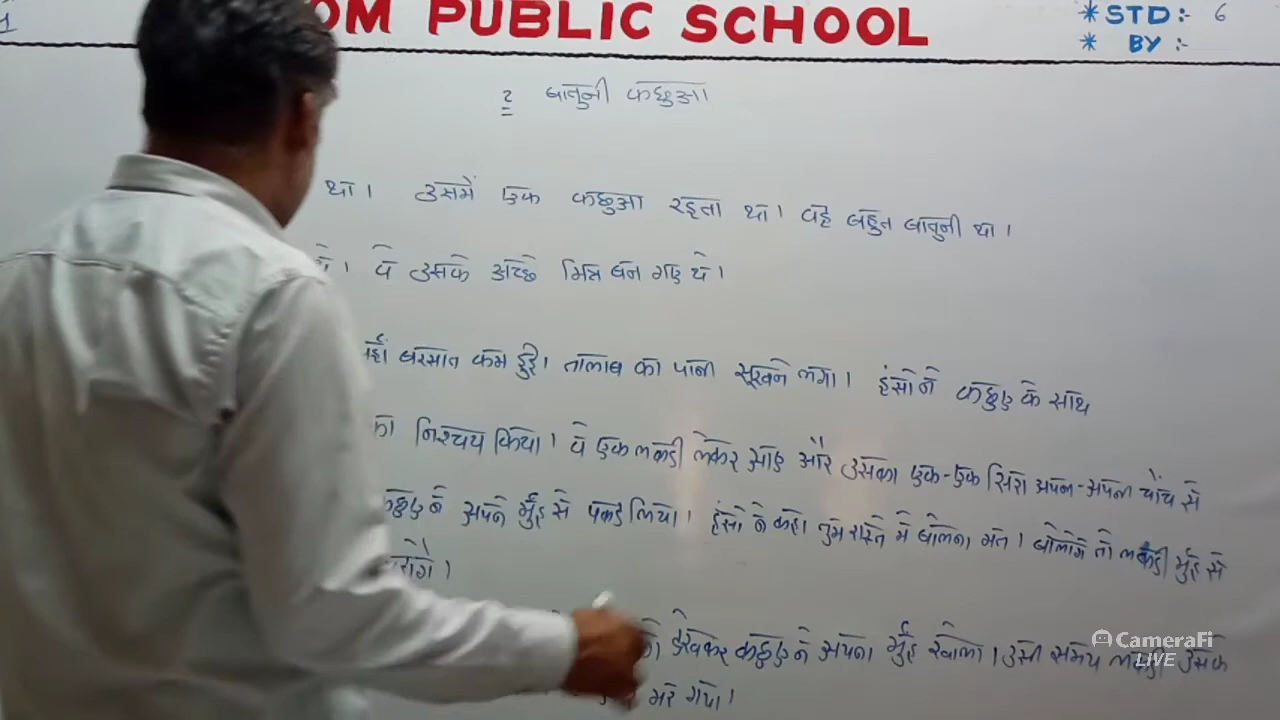 OM PUBLIC SCHOOL
* STD :- 6
* BY :-
२ बातुनी कछुआ
था। उसमें एक कछुआ रहता था। वह बहुत बातुनी था।
थे। वे उसके अच्छे मित्र बन गए थे।
बरसात कम हुई। तालाब का पानी सूखने लगा। हंसो ने कछुए के साथ
का निश्चय किया। वे एक लकडी लेकर आए और उसका एक-एक सिरा अपन-अपनी चोंच से
कछुए ने अपने मुँह से पकड लिया। हंसो ने कहा तुम रास्ते मे बोलना मत। बोलोगे तो लकडी मुँह से
देखकर कछुए ने अपना मुँह खोला। उसी समय लकडी उसके
मर गया।
CameraFi
LIVE